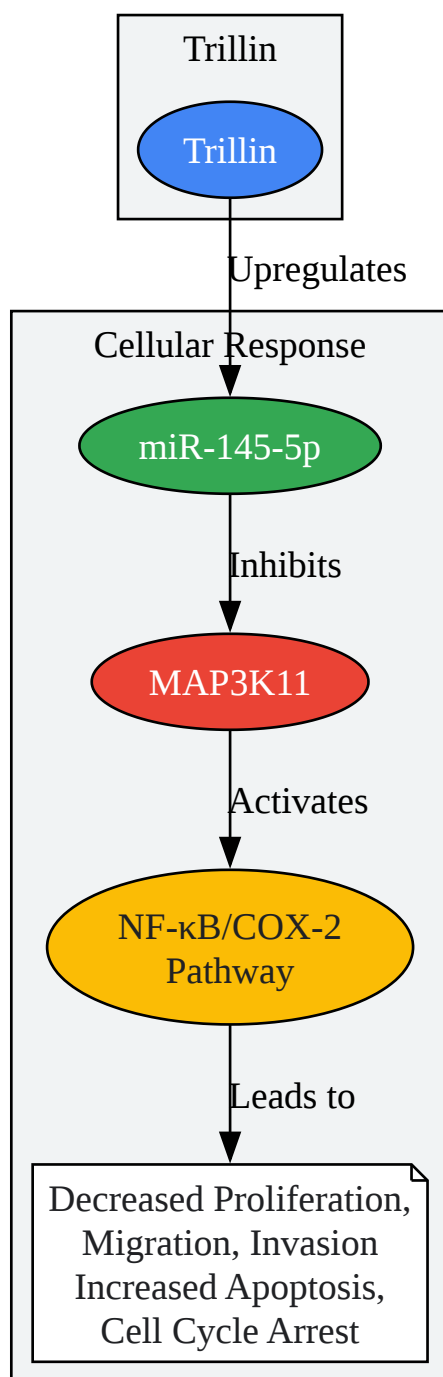 Trillin
Trillin
Upregulates
Cellular Response
miR-145-5p
Inhibits
MAP3K11
Activates
NF-κB/COX-2
Pathway
Leads to
Decreased Proliferation,
Migration, Invasion
Increased Apoptosis,
Cell Cycle Arrest